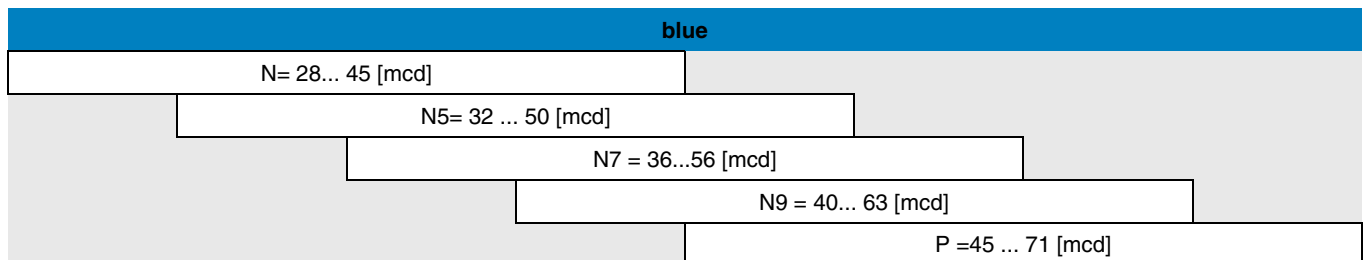 blue
N= 28... 45 [mcd]
N5= 32 ... 50 [mcd]
N7 = 36...56 [mcd]
N9 = 40... 63 [mcd]
P =45 ... 71 [mcd]